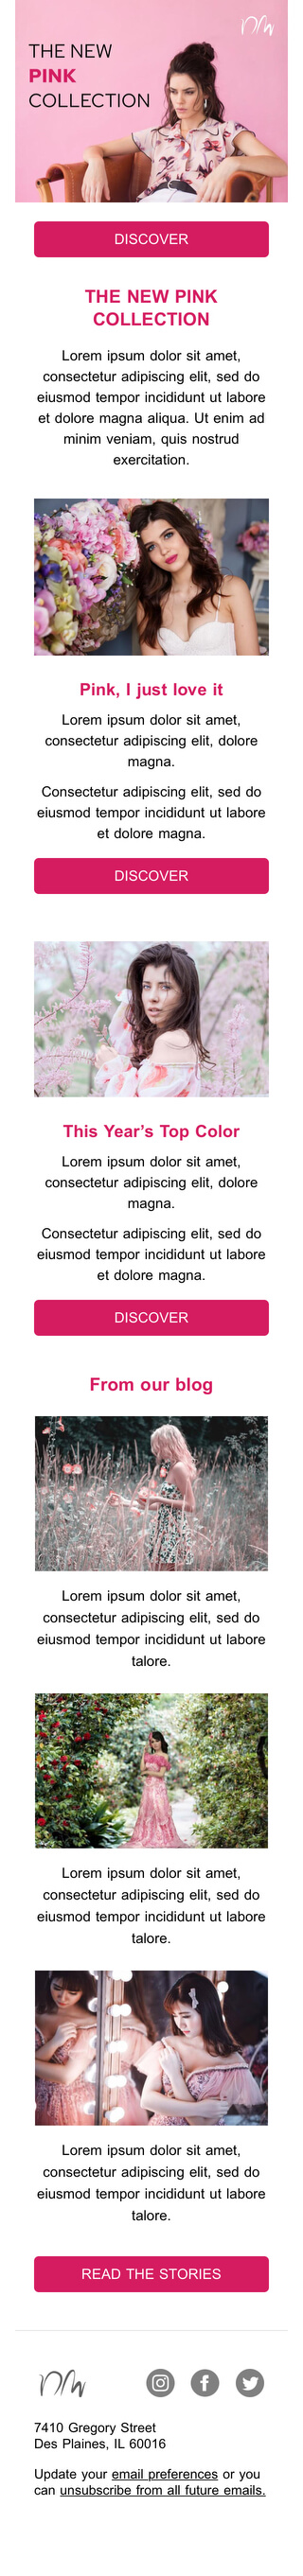 THE NEW
PINK
COLLECTION
DISCOVER
THE NEW PINK
COLLECTION
Lorem ipsum dolor sit amet,
consectetur adipiscing elit, sed do
eiusmod tempor incididunt ut labore
et dolore magna aliqua. Ut enim ad
minim veniam, quis nostrud
exercitation.
Pink, I just love it
Lorem ipsum dolor sit amet,
consectetur adipiscing elit, dolore
magna.
Consectetur adipiscing elit, sed do
eiusmod tempor incididunt ut labore
et dolore magna.
DISCOVER
This Year’s Top Color
Lorem ipsum dolor sit amet,
consectetur adipiscing elit, dolore
magna.
Consectetur adipiscing elit, sed do
eiusmod tempor incididunt ut labore
et dolore magna.
DISCOVER
From our blog
Lorem ipsum dolor sit amet,
consectetur adipiscing elit, sed do
eiusmod tempor incididunt ut labore
talore.
Lorem ipsum dolor sit amet,
consectetur adipiscing elit, sed do
eiusmod tempor incididunt ut labore
talore.
Lorem ipsum dolor sit amet,
consectetur adipiscing elit, sed do
eiusmod tempor incididunt ut labore
talore.
READ THE STORIES
7410 Gregory Street
Des Plaines, IL 60016
Update your email preferences or you
can unsubscribe from all future emails.